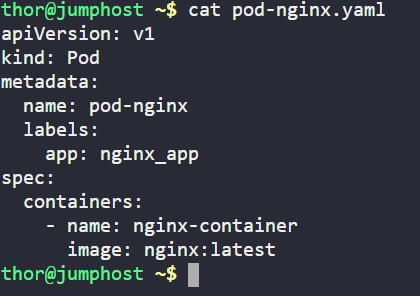 thor@jumphost ~$ cat pod-nginx.yaml
apiVersion: v1
kind: Pod
metadata:
  name: pod-nginx
  labels:
    app: nginx_app
spec:
  containers:
    - name: nginx-container
      image: nginx:latest
thor@jumphost ~$